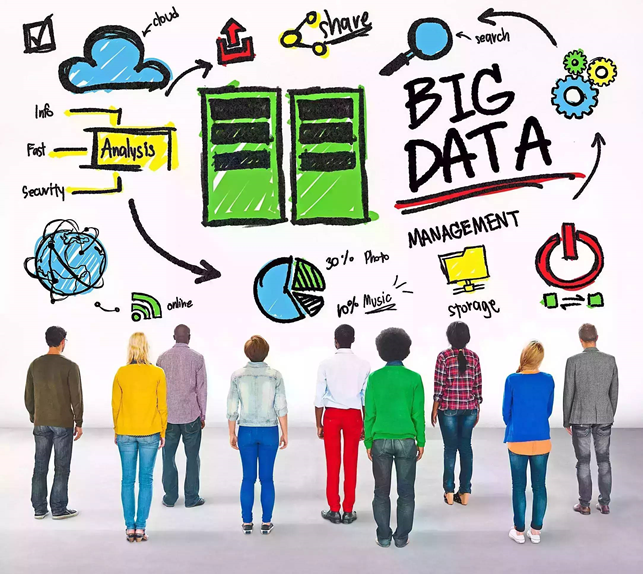 cloud
share
search
BIG
DATA
Info
Fast
Analysis
Security
MANAGEMENT
30% Photo
10% Music
online
storage